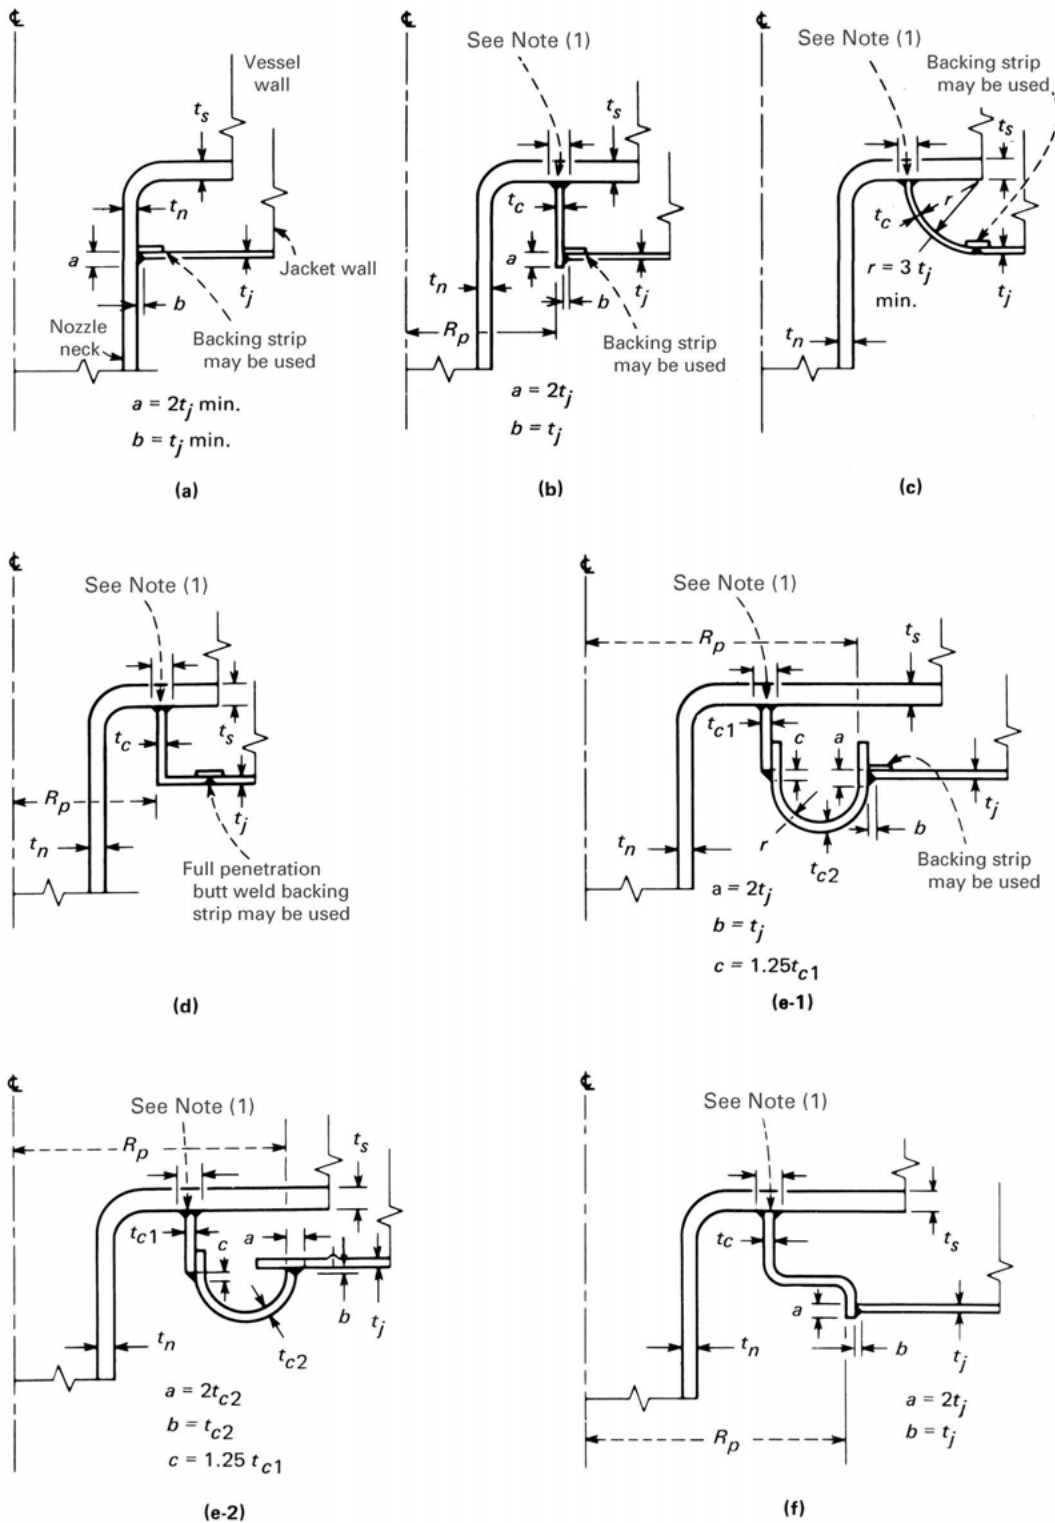 ℄
Vessel
wall
ts
tn
a
Jacket wall
tj
b
Nozzle
neck
Backing strip
may be used
a = 2tj min.
b = tj min.
(a)
℄
See Note (1)
ts
tc
a
tn
tj
b
Rp
Backing strip
may be used
a = 2tj
b = tj
(b)
℄
See Note (1)
Backing strip
may be used
ts
tc
r
r = 3 tj
min.
tj
tn
(c)
℄
See Note (1)
tc
ts
Rp
tj
tn
Full penetration
butt weld backing
strip may be used
(d)
℄
See Note (1)
Rp
ts
tc1
c
a
tj
tn
r
b
tc2
Backing strip
may be used
a = 2tj
b = tj
c = 1.25tc1
(e-1)
℄
See Note (1)
Rp
ts
tc1
c
a
b
tj
tn
tc2
a = 2tc2
b = tc2
c = 1.25 tc1
(e-2)
℄
See Note (1)
tc
ts
a
tn
b
tj
a = 2tj
b = tj
Rp
(f)